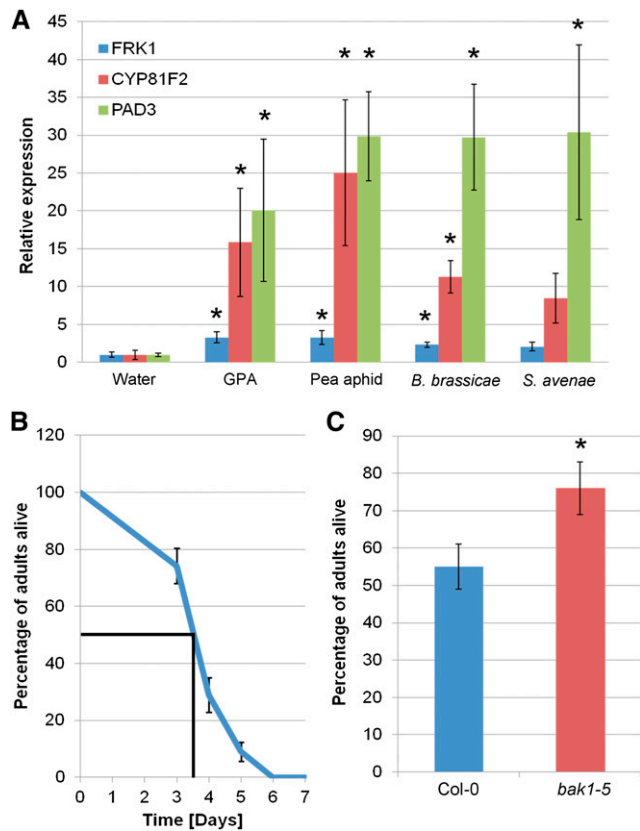 A
45
40
35
30
25
20
15
10
5
0
Relative expression
FRK1
CYP81F2
PAD3
* * * * * * * * *
Water GPA Pea aphid B. brassicae S. avenae
B
120
100
80
60
40
20
0
Percentage of adults alive
0 1 2 3 4 5 6 7
Time [Days]
C
90
80
70
60
50
40
30
20
10
0
Percentage of adults alive
*
Col-0 bak1-5